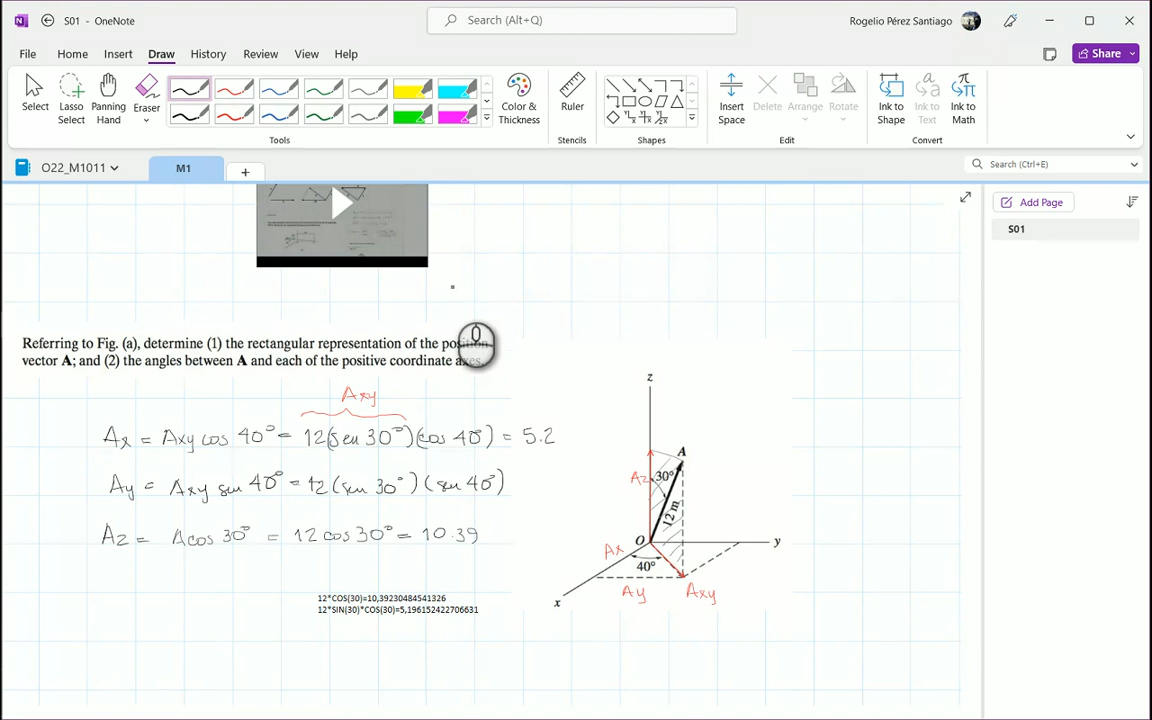 S01 - OneNote
Search (Alt+Q)
Rogelio Pérez Santiago
File Home Insert Draw History Review View Help
Share
Select
Lasso Select
Panning Hand
Eraser
Color & Thickness
Ruler
Insert Space
Delete
Arrange
Rotate
Ink to Shape
Ink to Text
Ink to Math
Tools
Stencils
Shapes
Edit
Convert
O22_M1011
M1
+
Search (Ctrl+E)
Add Page
S01
Referring to Fig. (a), determine (1) the rectangular representation of the position
vector A; and (2) the angles between A and each of the positive coordinate axes.
Axy
Ax = Axy cos 40° = 12(sen 30°)(cos 40°) = 5.2
Ay = Axy sen 40° = 12(sen 30°)(sen 40°)
Az = A cos 30° = 12 cos 30° = 10.39
12*COS(30)=10,39230484541326
12*SIN(30)*COS(30)=5,196152422706631
z
A
Az
30°
12 m
O
y
Ax
40°
Ay
Axy
x